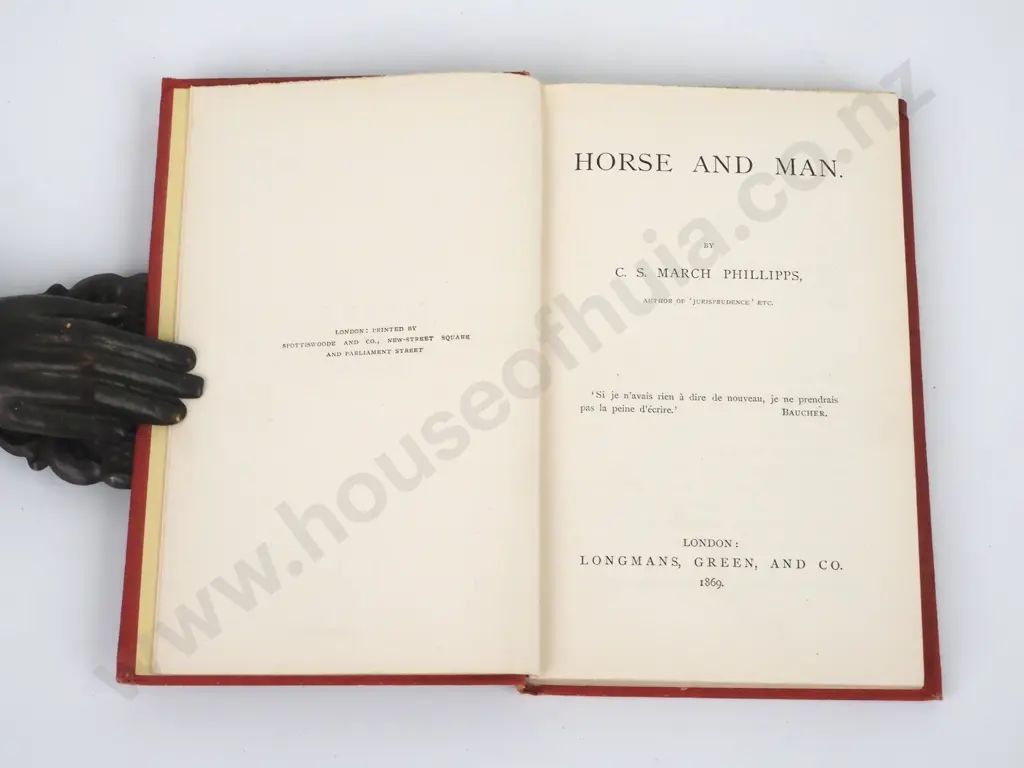 LONDON: PRINTED BY
SPOTTISWOODE AND CO., NEW-STREET SQUARE
AND PARLIAMENT STREET
HORSE AND MAN.
BY
C. S. MARCH PHILLIPPS,
AUTHOR OF 'JURISPRUDENCE' ETC.
'Si je n'avais rien à dire de nouveau, je ne prendrais
pas la peine d'écrire.' BAUCHER.
LONDON:
LONGMANS, GREEN, AND CO.
1869.
www.houseofhuia.co.nz